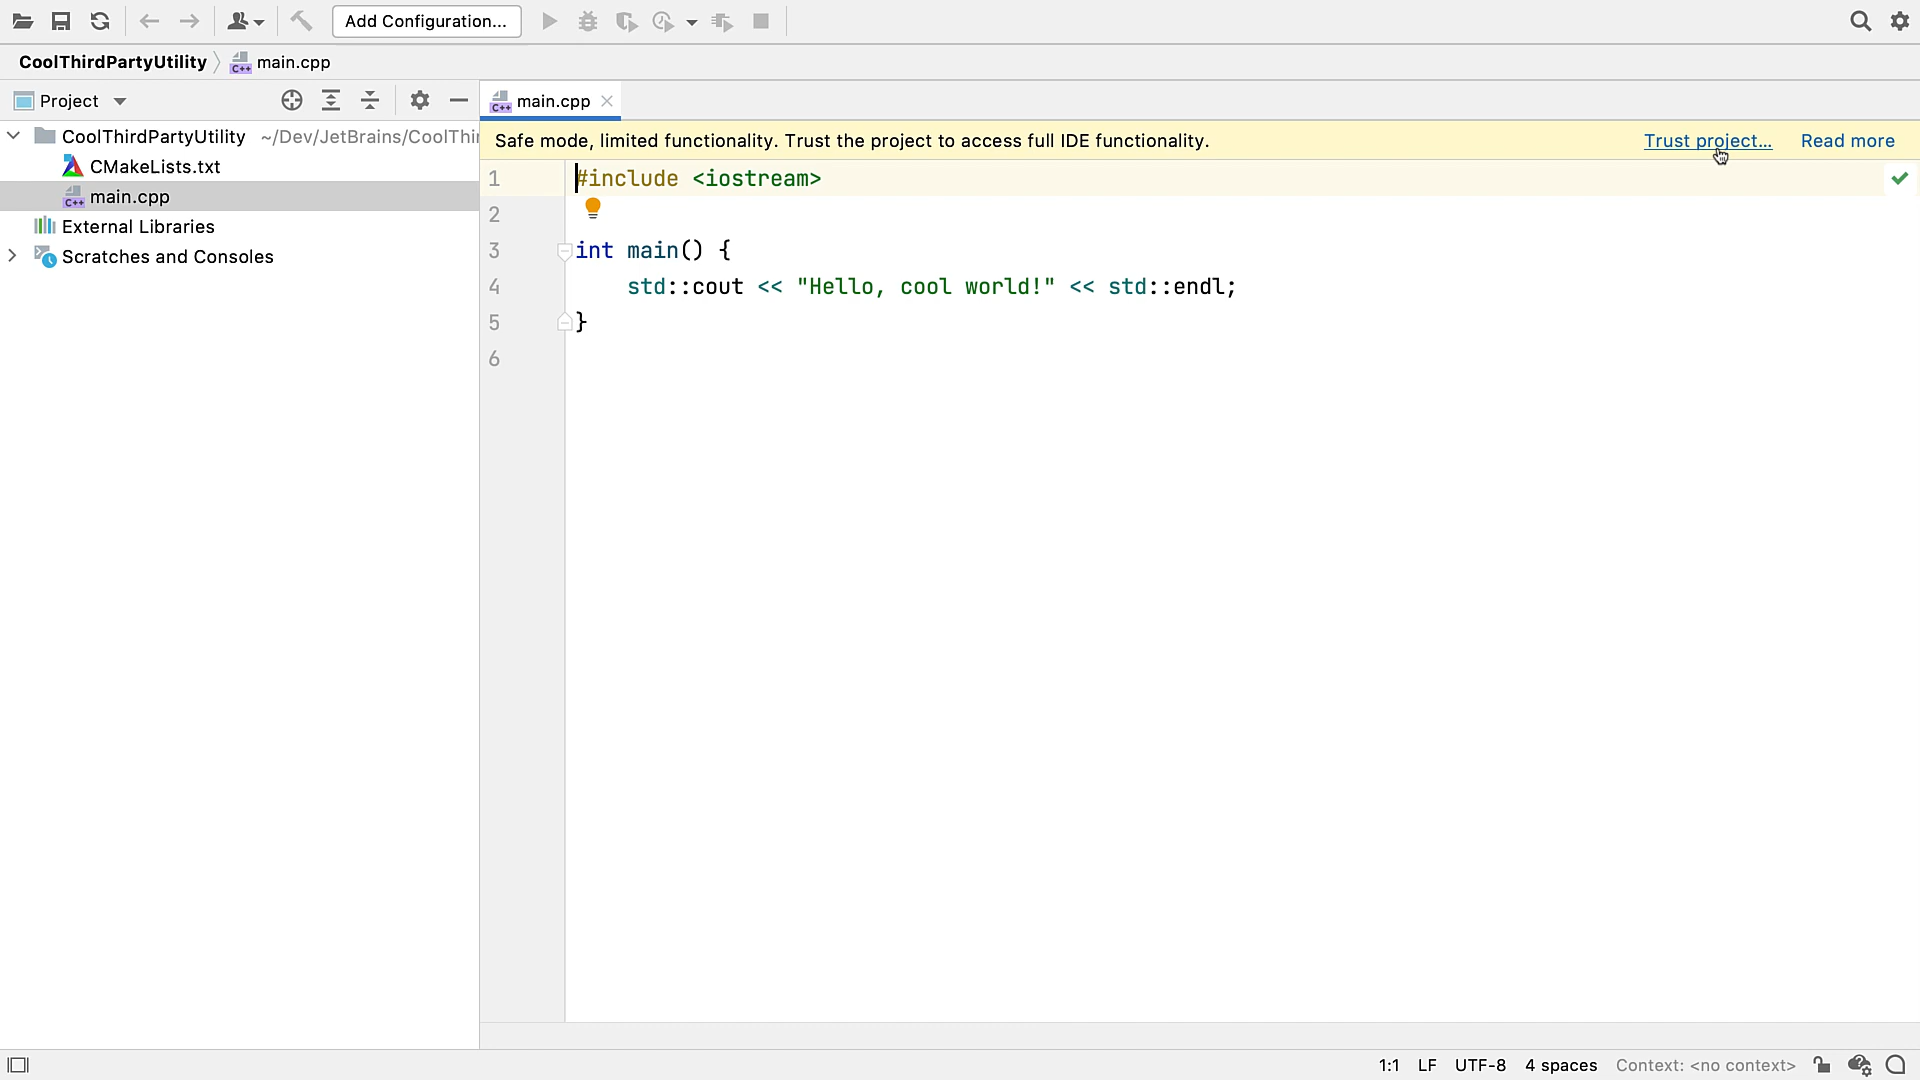 Add Configuration...
CoolThirdPartyUtility main.cpp
Project
main.cpp
CoolThirdPartyUtility ~/Dev/JetBrains/CoolThi
CMakeLists.txt
main.cpp
External Libraries
Scratches and Consoles
Safe mode, limited functionality. Trust the project to access full IDE functionality. Trust project... Read more
1 #include <iostream>
2
3 int main() {
4 std::cout << "Hello, cool world!" << std::endl;
5 }
6
1:1 LF UTF-8 4 spaces Context: <no context>